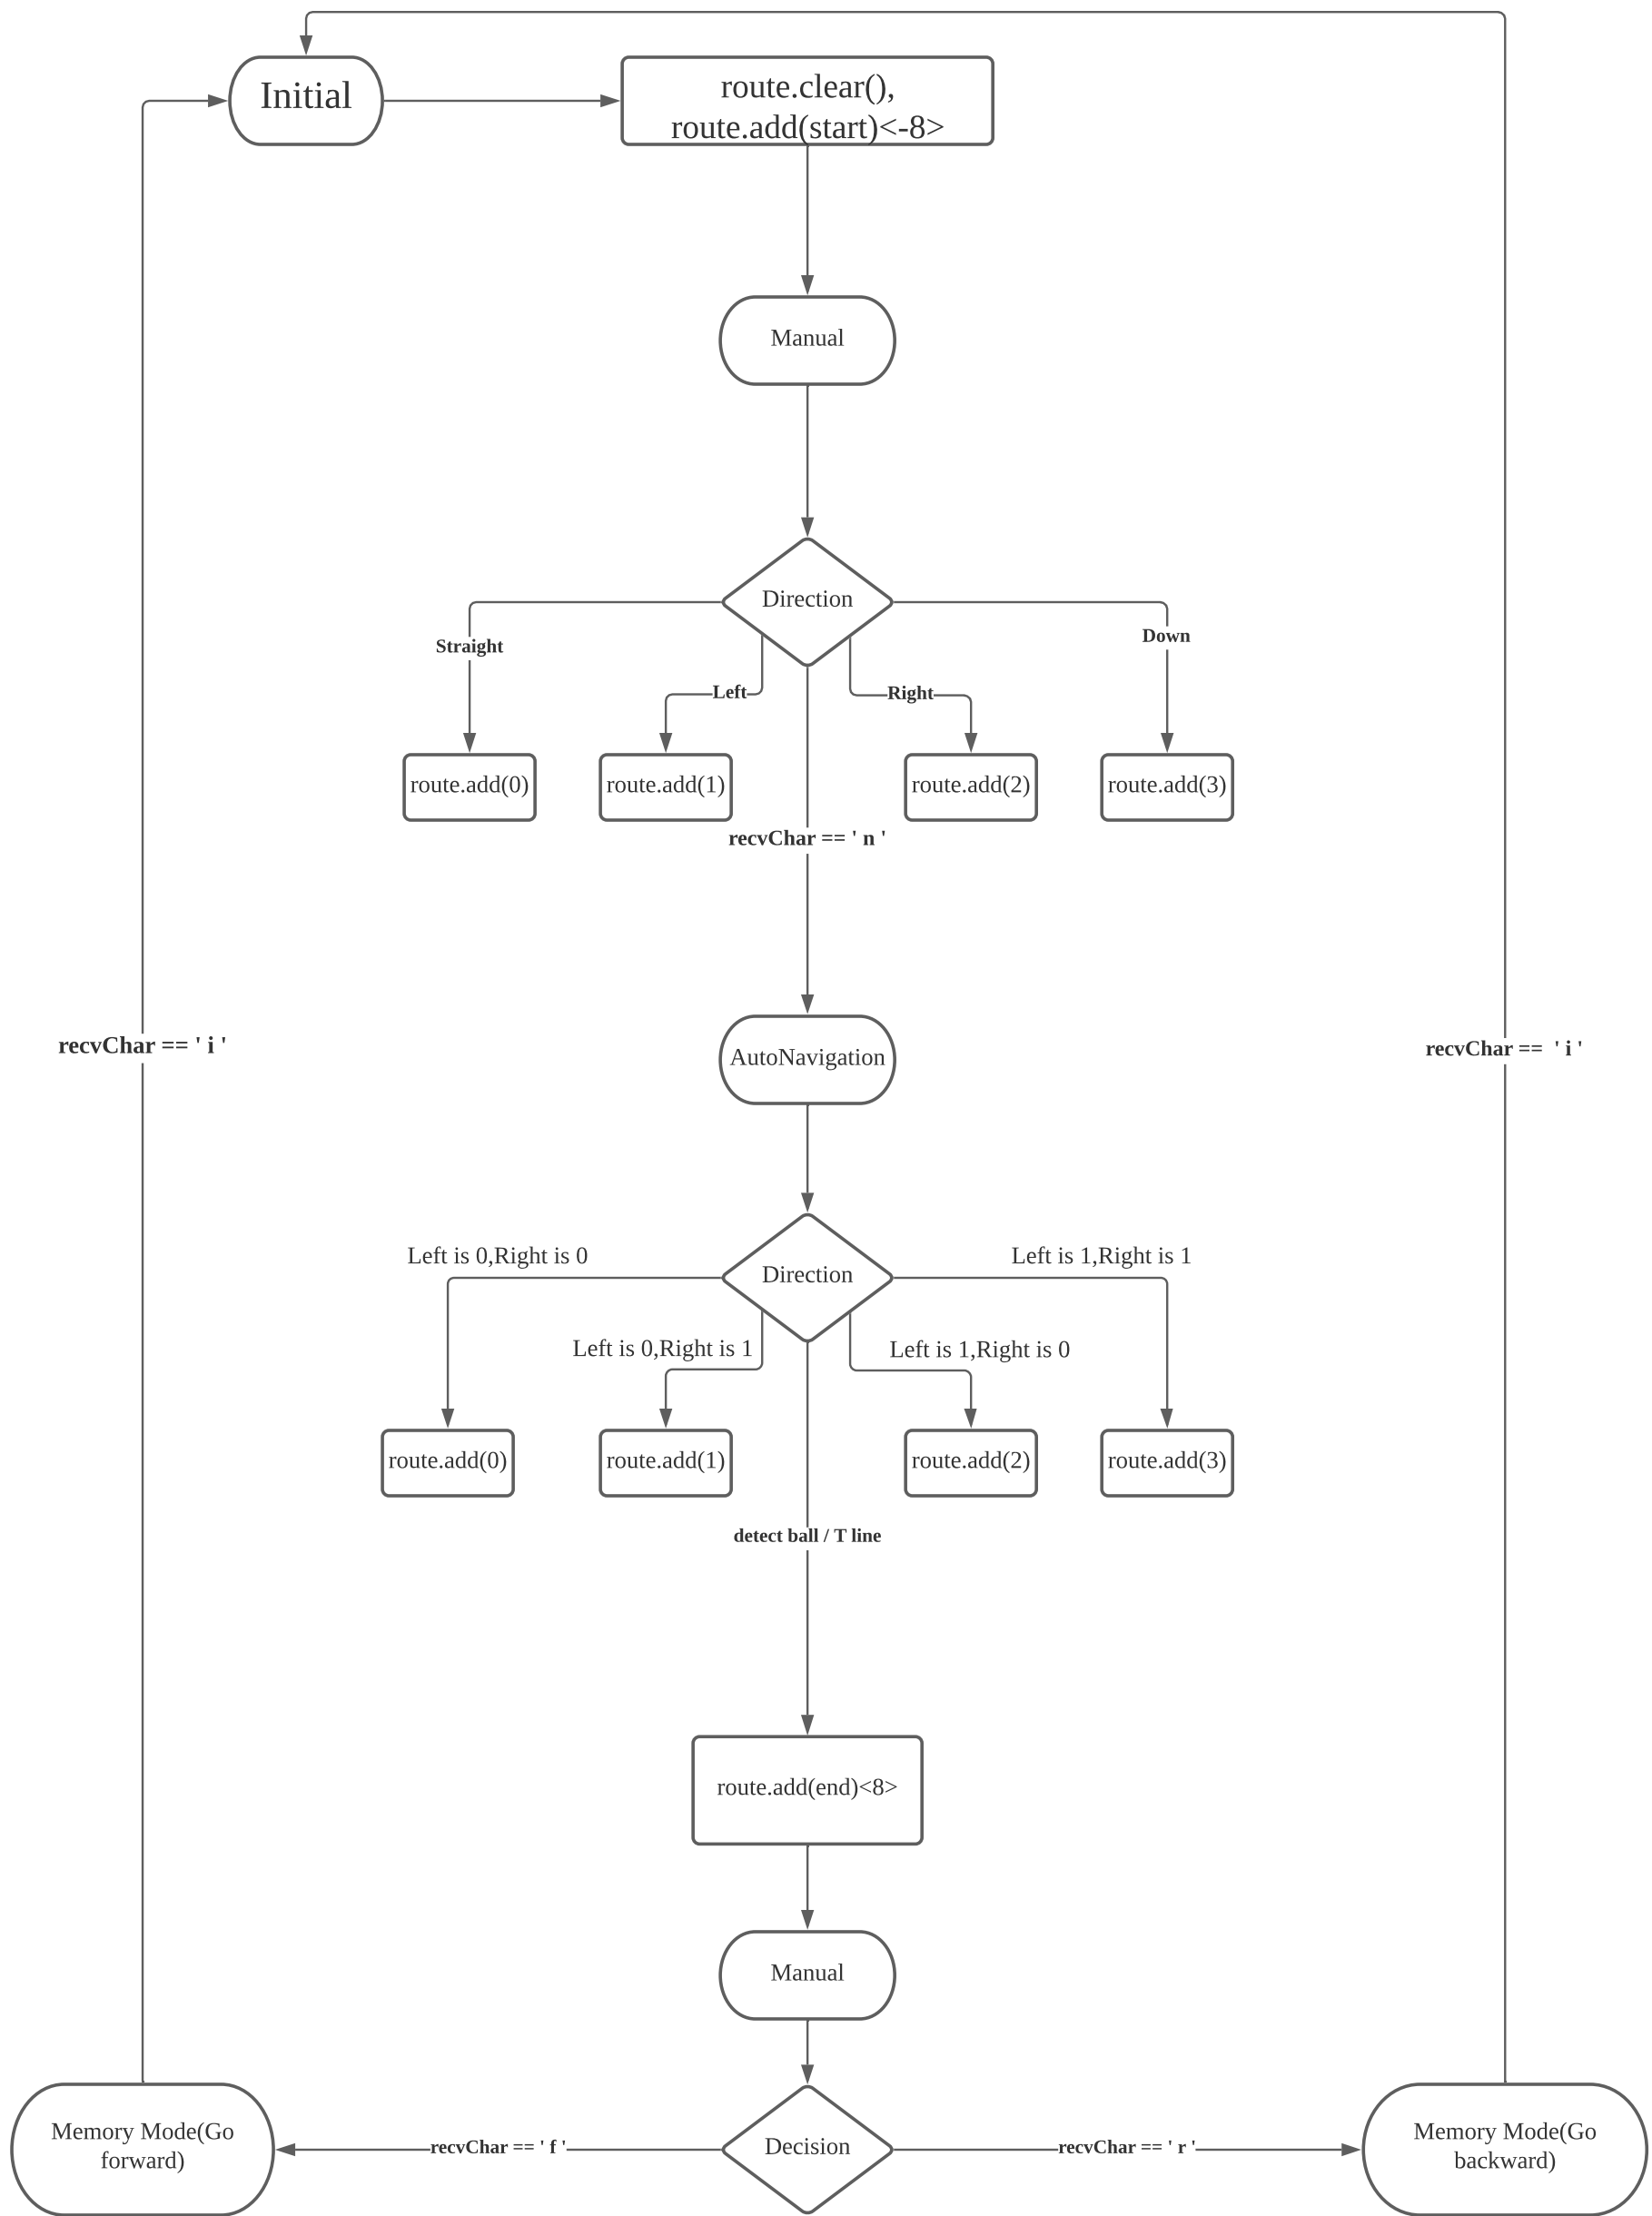 Initial
route.clear(),
route.add(start)<-8>
Manual
Direction
Straight
Down
Left
Right
route.add(0)
route.add(1)
route.add(2)
route.add(3)
recvChar == ' n '
recvChar == ' i '
recvChar ==  ' i '
AutoNavigation
Left is 0,Right is 0
Left is 1,Right is 1
Direction
Left is 0,Right is 1
Left is 1,Right is 0
route.add(0)
route.add(1)
route.add(2)
route.add(3)
detect ball / T line
route.add(end)<8>
Manual
Memory Mode(Go
forward)
recvChar == ' f '
Decision
recvChar == ' r '
Memory Mode(Go
backward)